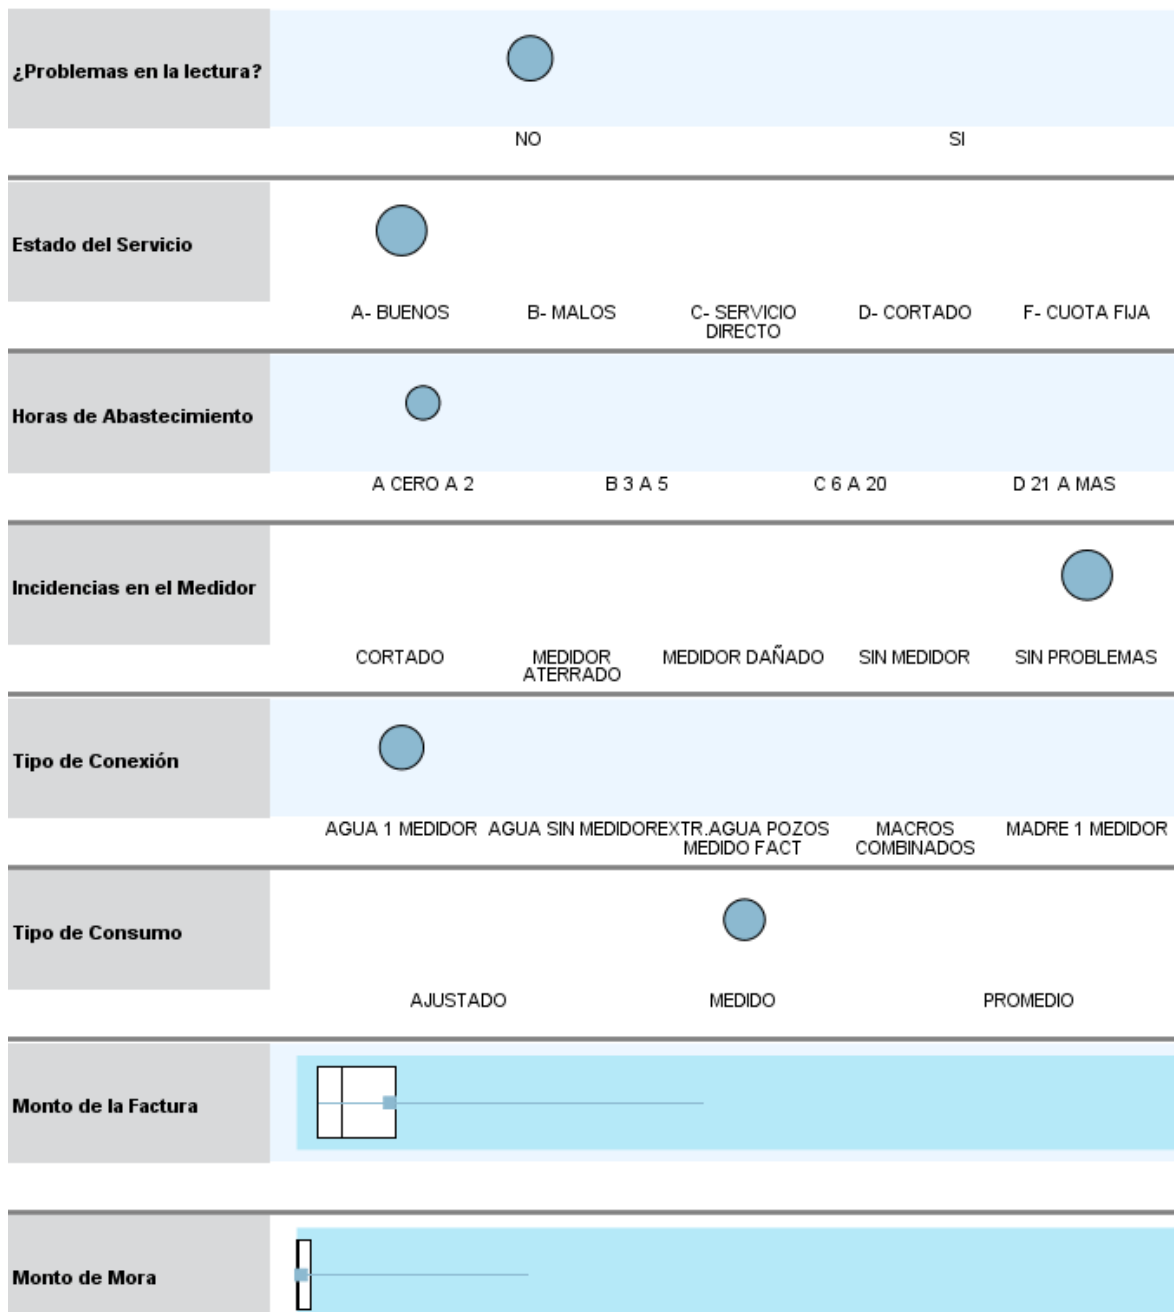 ¿Problemas en la lectura?
NO SI
Estado del Servicio
A- BUENOS B- MALOS C- SERVICIO DIRECTO D- CORTADO F- CUOTA FIJA
Horas de Abastecimiento
A CERO A 2 B 3 A 5 C 6 A 20 D 21 A MAS
Incidencias en el Medidor
CORTADO MEDIDOR ATERRADO MEDIDOR DAÑADO SIN MEDIDOR SIN PROBLEMAS
Tipo de Conexión
AGUA 1 MEDIDOR AGUA SIN MEDIDOR EXTR.AGUA POZOS MEDIDO FACT MACROS COMBINADOS MADRE 1 MEDIDOR
Tipo de Consumo
AJUSTADO MEDIDO PROMEDIO
Monto de la Factura
Monto de Mora